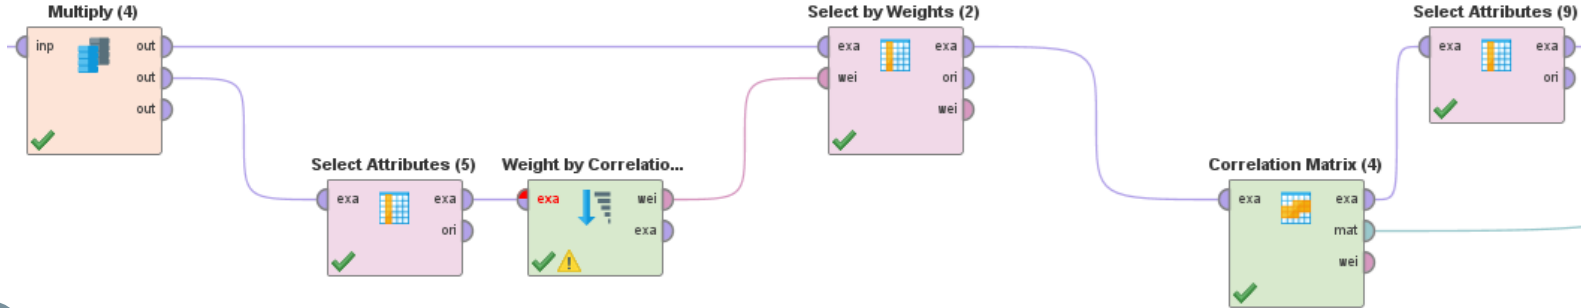 Multiply (4)
inp out
out
out
Select Attributes (5)
exa exa
ori
Weight by Correlatio...
exa wei
exa
Select by Weights (2)
exa exa
wei ori
wei
Correlation Matrix (4)
exa exa
mat
wei
Select Attributes (9)
exa exa
ori